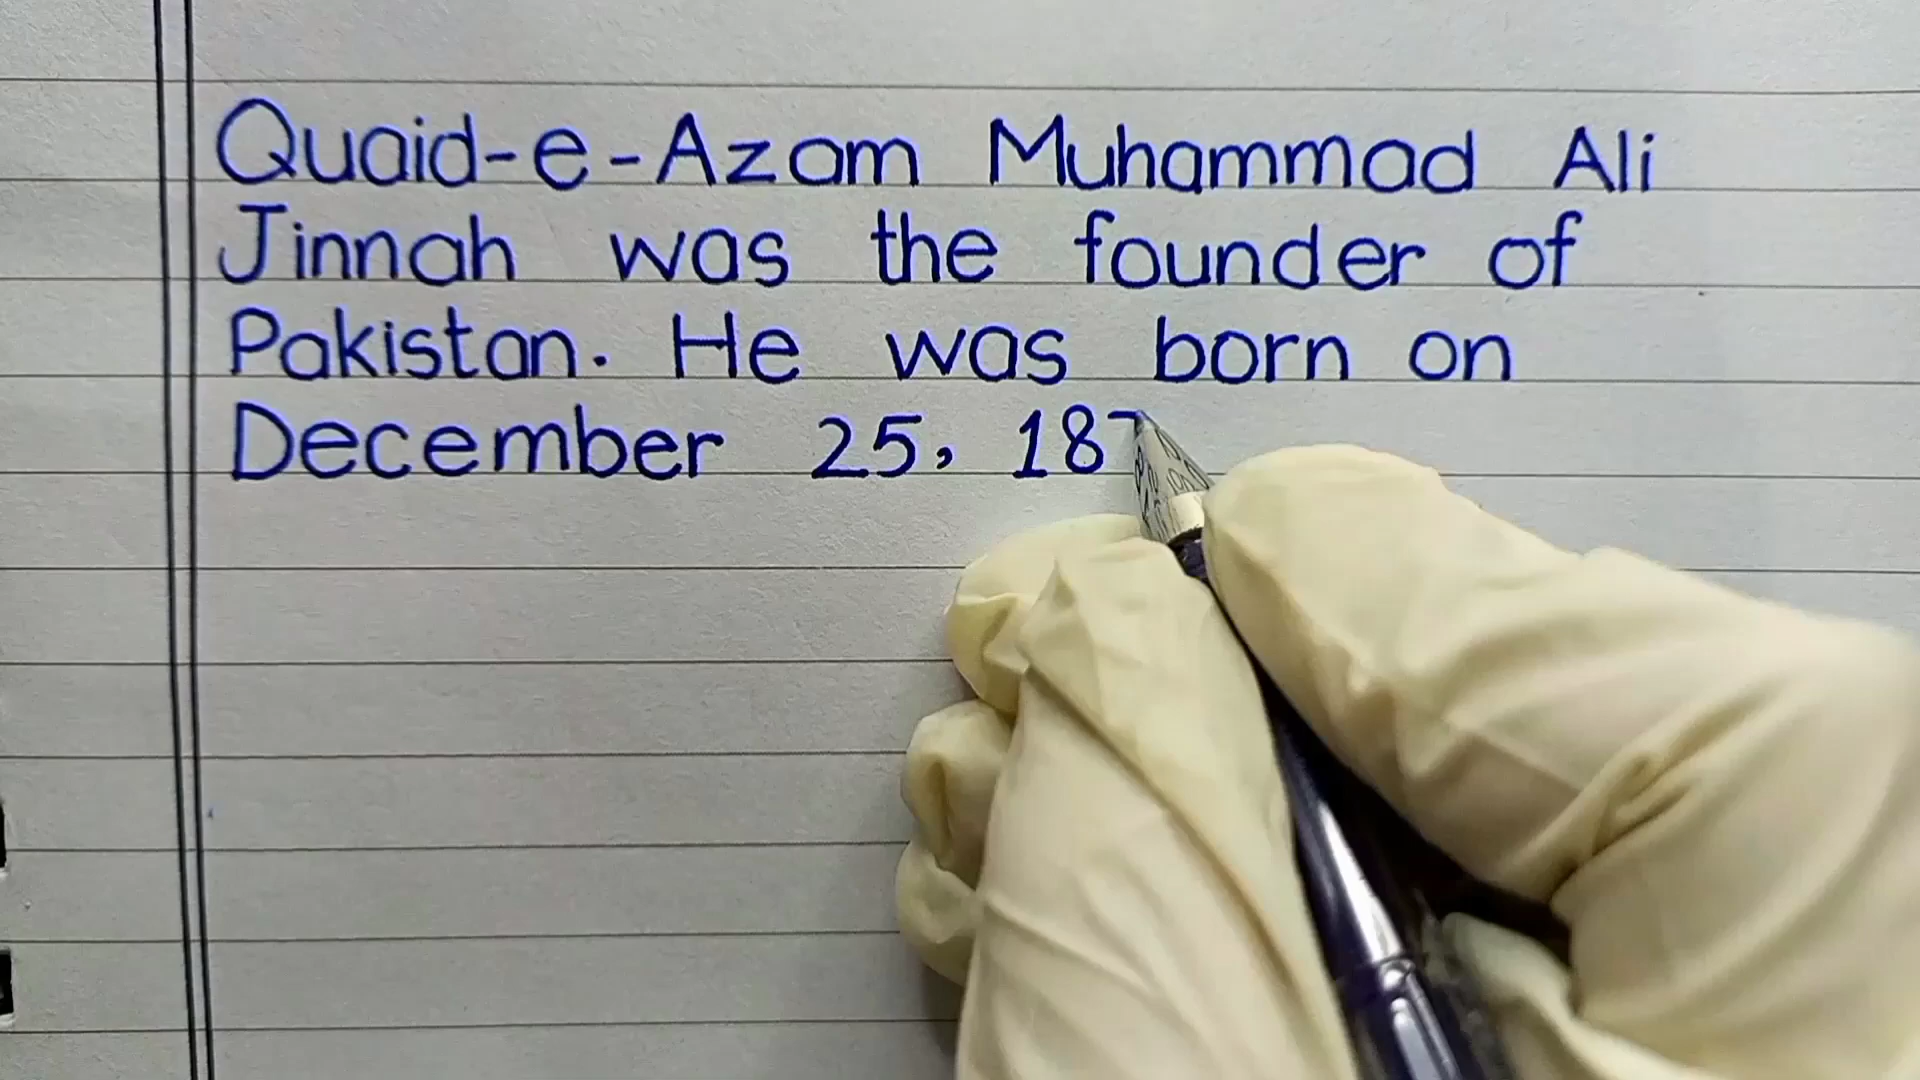 Quaid-e-Azam Muhammad Ali
Jinnah was the founder of
Pakistan. He was born on
December 25, 187